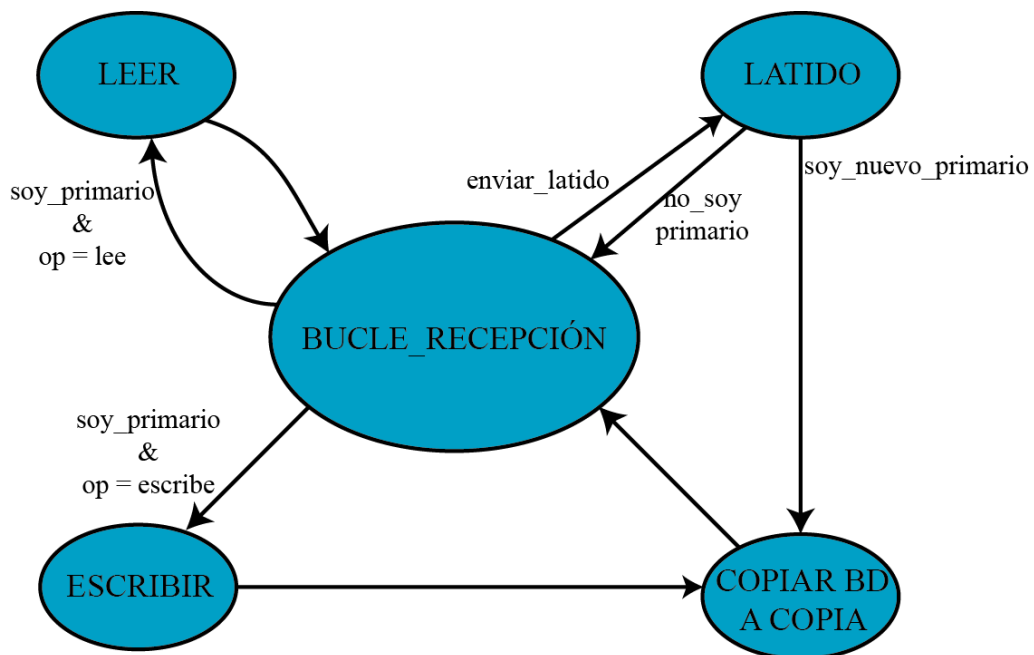 LEER
LATIDO
soy_primario
&
op = lee
enviar_latido
no_soy
primario
soy_nuevo_primario
BUCLE_RECEPCIÓN
soy_primario
&
op = escribe
ESCRIBIR
COPIAR BD
A COPIA